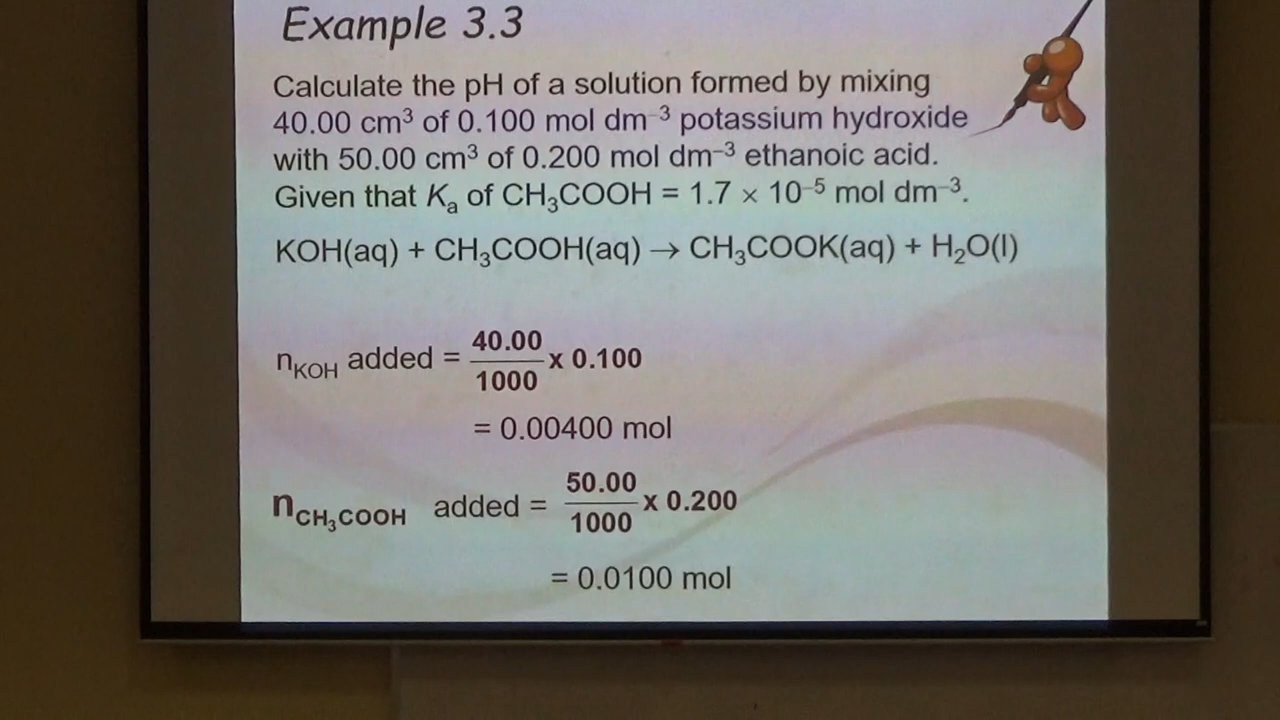 Example 3.3
Calculate the pH of a solution formed by mixing
40.00 cm³ of 0.100 mol dm⁻³ potassium hydroxide
with 50.00 cm³ of 0.200 mol dm⁻³ ethanoic acid.
Given that Kₐ of CH₃COOH = 1.7 × 10⁻⁵ mol dm⁻³.
KOH(aq) + CH₃COOH(aq) → CH₃COOK(aq) + H₂O(l)
n_KOH added = 40.00/1000 x 0.100
= 0.00400 mol
n_CH₃COOH added = 50.00/1000 x 0.200
= 0.0100 mol